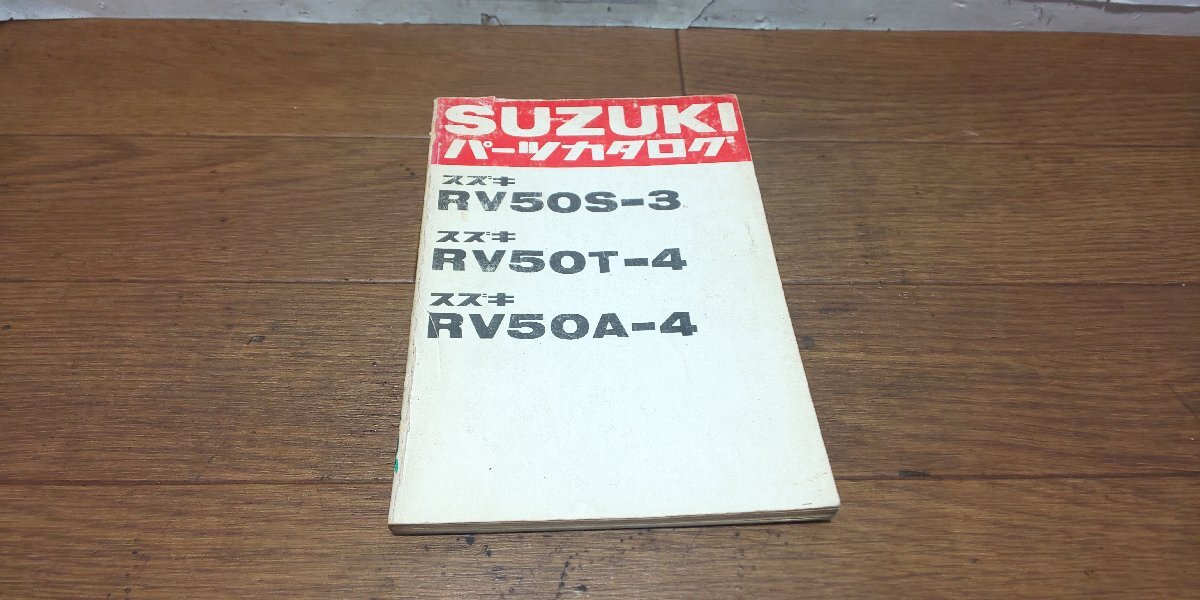 SUZUKI
パーツカタログ
スズキ
RV50S-3
スズキ
RV50T-4
スズキ
RV50A-4